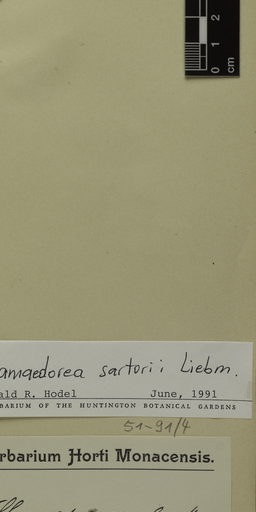 0 1 2
cm
amaedorea sartorii Liebm.
ald R. Hodel June, 1991
BARIUM OF THE HUNTINGTON BOTANICAL GARDENS
51-91/4
rbarium Horti Monacensis.